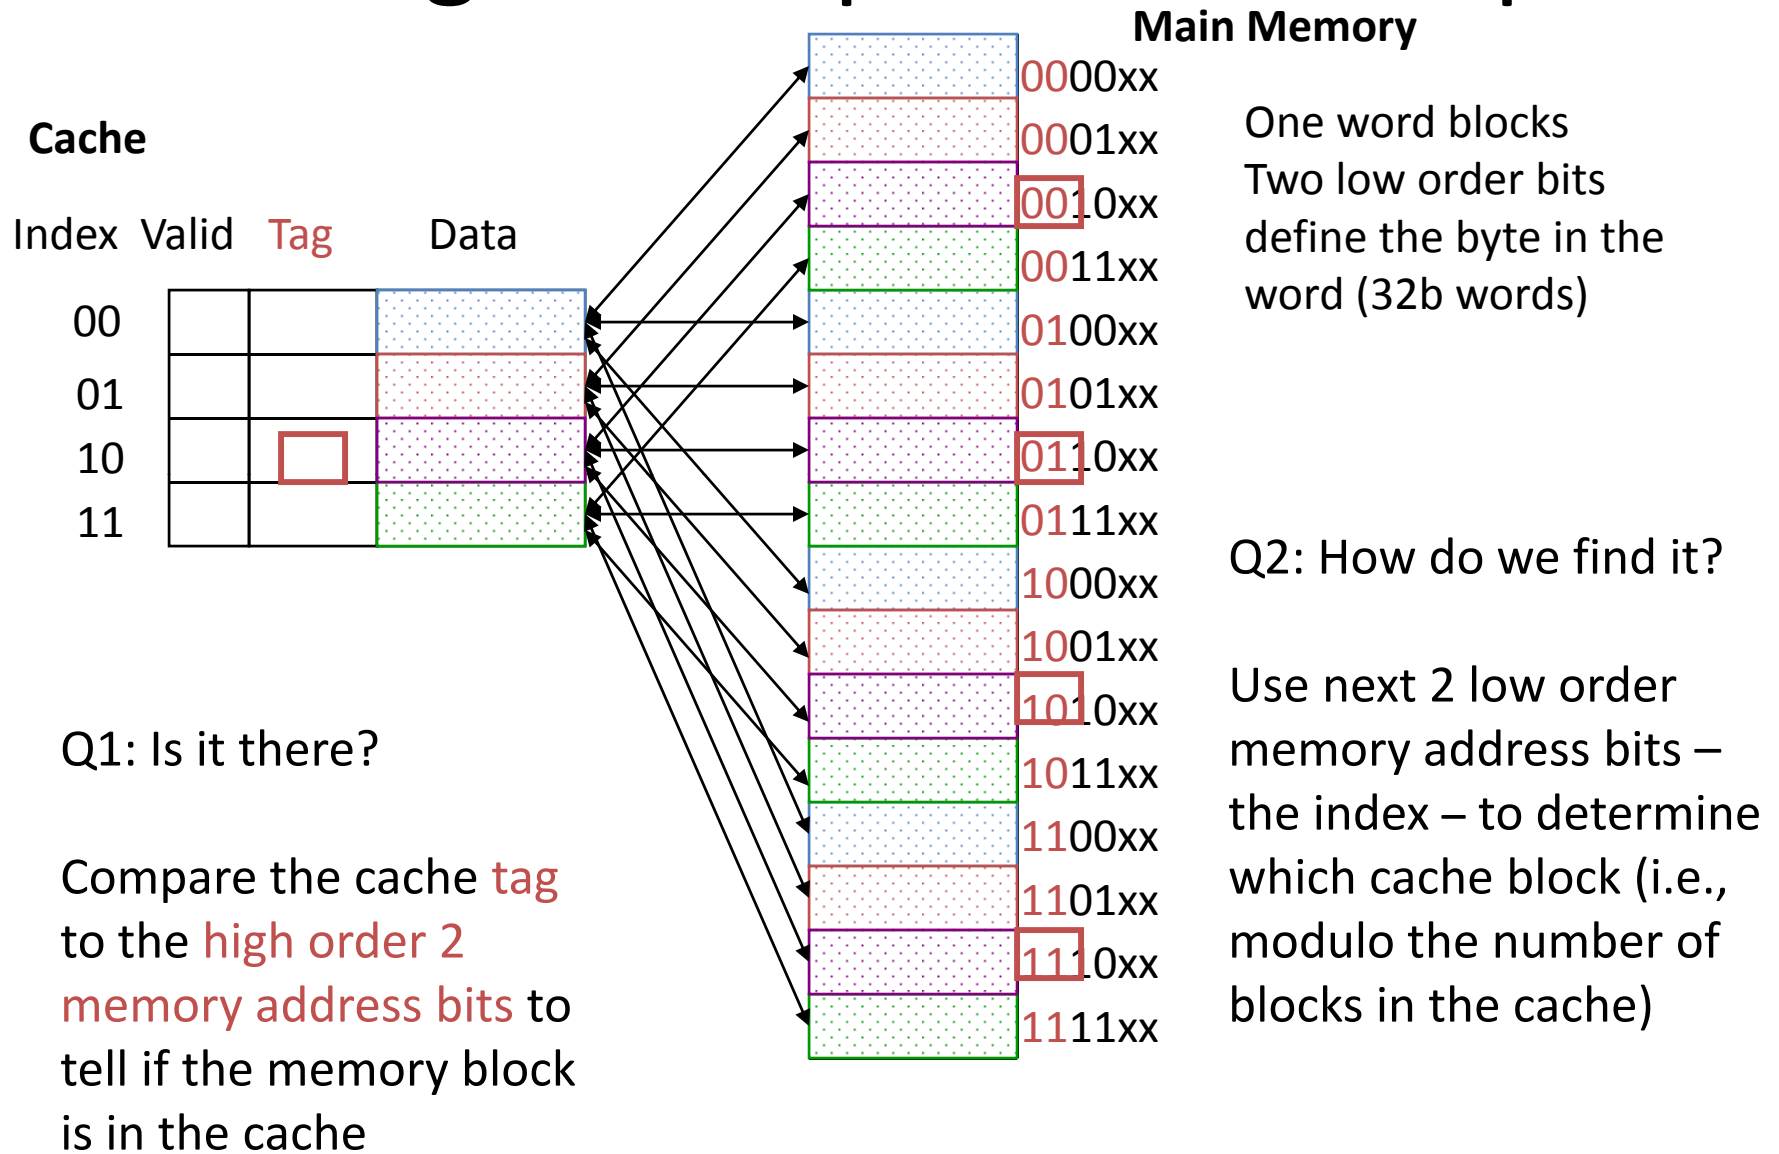 Main Memory
Cache
Index Valid Tag Data
00
01
10
11
0000xx
0001xx
0010xx
0011xx
0100xx
0101xx
0110xx
0111xx
1000xx
1001xx
1010xx
1011xx
1100xx
1101xx
1110xx
1111xx
One word blocks
Two low order bits
define the byte in the
word (32b words)
Q2: How do we find it?
Use next 2 low order
memory address bits –
the index – to determine
which cache block (i.e.,
modulo the number of
blocks in the cache)
Q1: Is it there?
Compare the cache tag
to the high order 2
memory address bits to
tell if the memory block
is in the cache